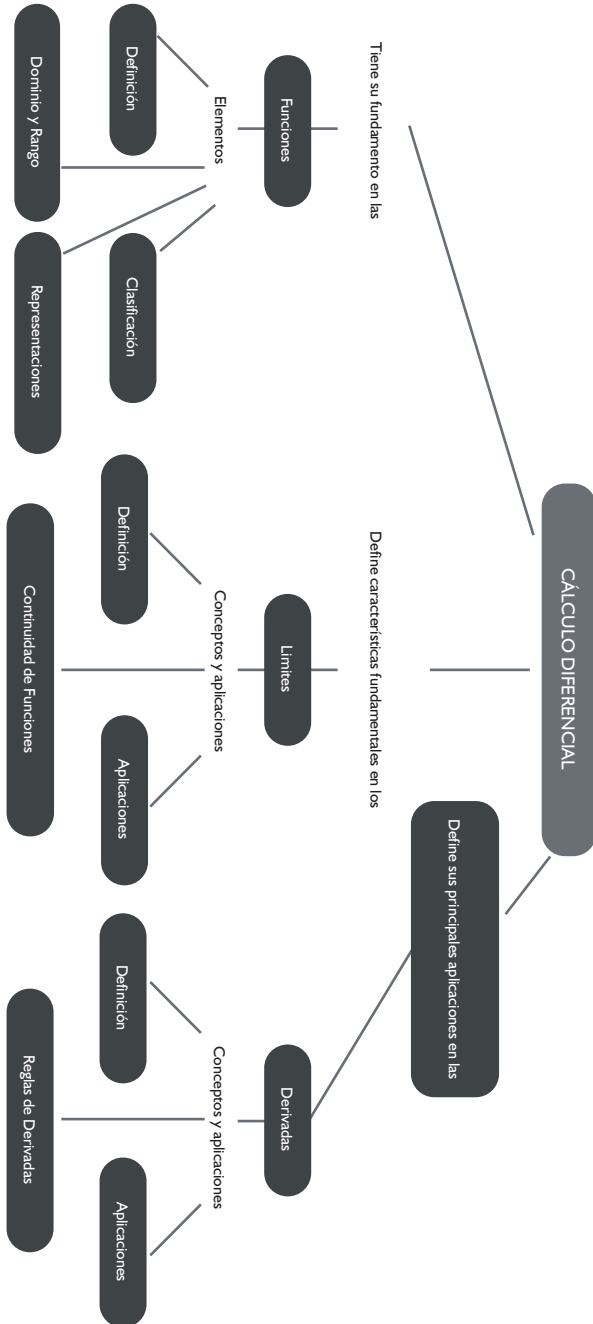 CÁLCULO DIFERENCIAL
Tiene su fundamento en las
Define características fundamentales en los
Define sus principales aplicaciones en las
Funciones
Limites
Derivadas
Elementos
Conceptos y aplicaciones
Conceptos y aplicaciones
Definición
Clasificación
Definición
Aplicaciones
Definición
Aplicaciones
Dominio y Rango
Representaciones
Continuidad de Funciones
Reglas de Derivadas